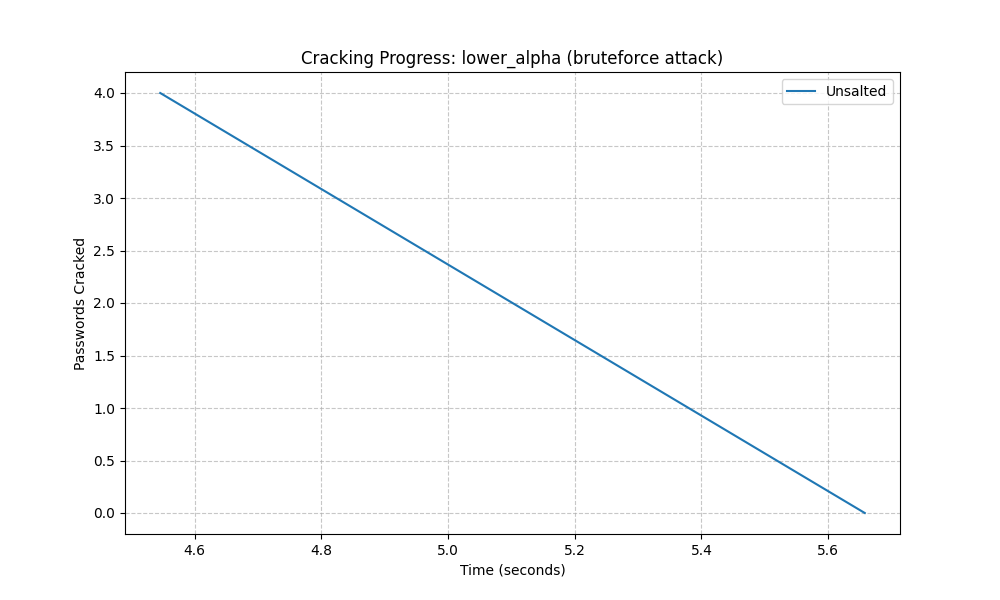 Cracking Progress: lower_alpha (bruteforce attack)
Unsalted
4.0
3.5
3.0
2.5
2.0
1.5
1.0
0.5
0.0
Passwords Cracked
4.6 4.8 5.0 5.2 5.4 5.6
Time (seconds)